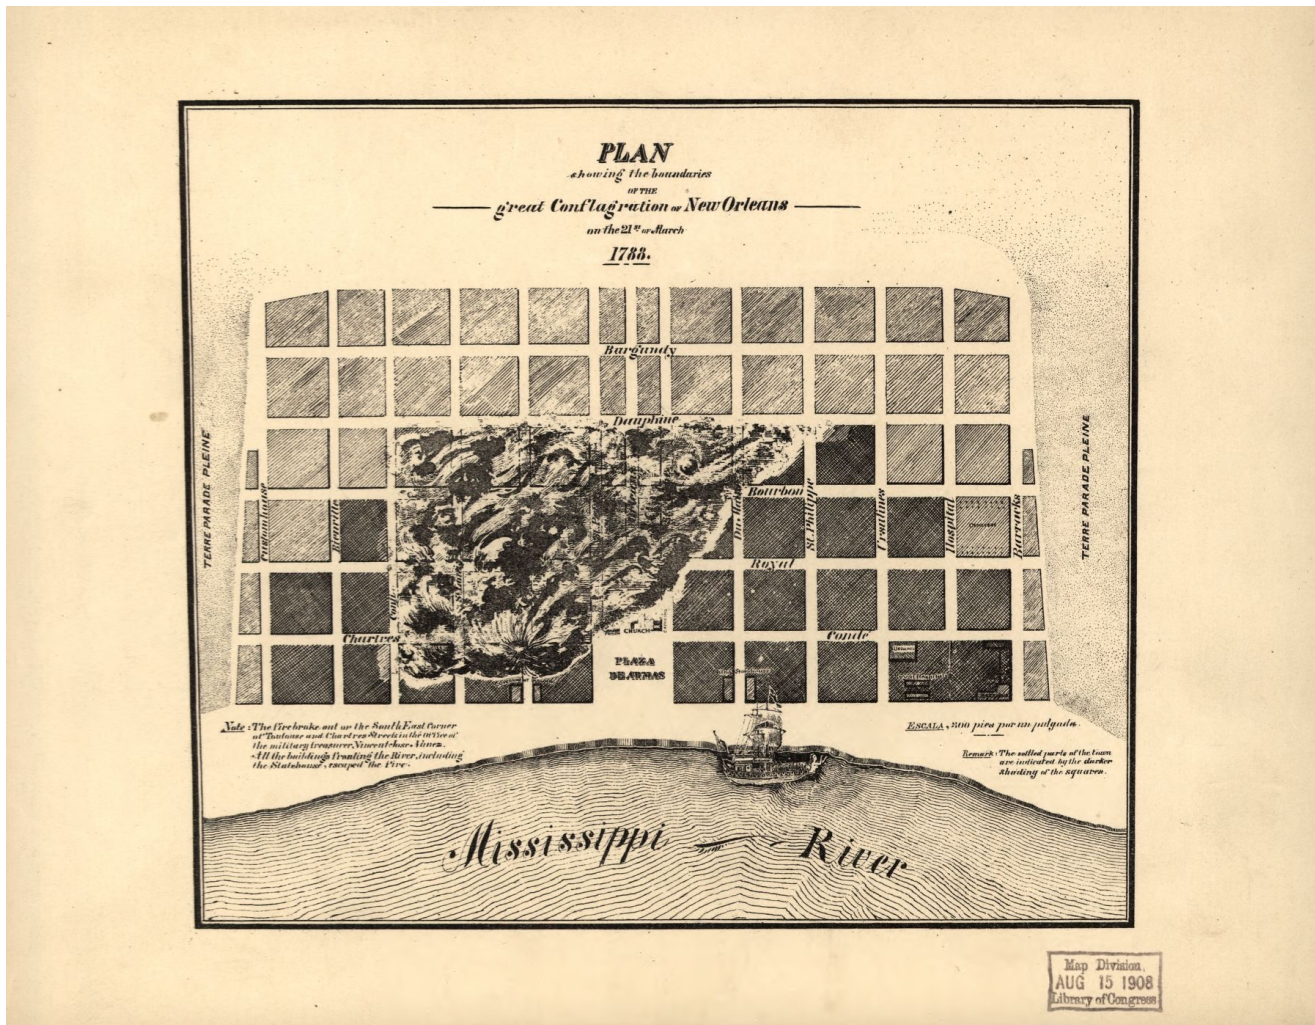 PLAN
showing the boundaries
OF THE
great Conflagration OF New Orleans
on the 21st OF March
1788.
Burgundy
Dauphine
Bourbon
St. Philippe
Ursulines
Hospital
Barracks
Customhouse
Bienville
Royal
Chartres
Conde
CHURCH
PLAZA
DE ARMAS
TERRE PARADE PLEINE
TERRE PARADE PLEINE
Note: The fire broke out on the South East Corner
of Toulouse and Chartres Streets in the Office of
the military treasurer, Vincent Jose Nunez.
All the buildings fronting the River, including
the Statehouse, escaped the Fire.
ESCALA, 300 pies por un pulgada.
Remark: The settled parts of the town
are indicated by the darker
shading of the squares.
Mississippi River
Map Division,
AUG 15 1908
Library of Congress